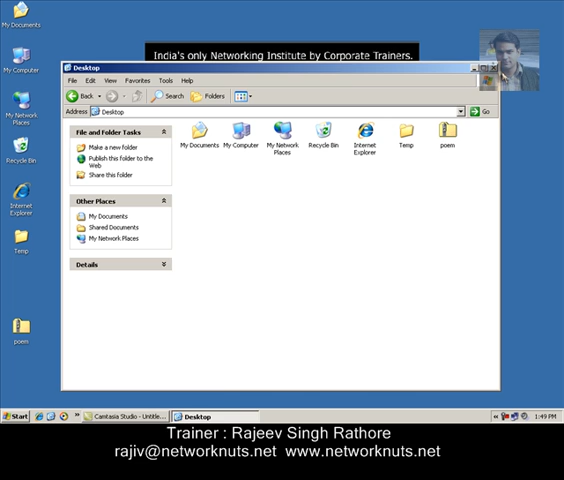 My Documents
My Computer
My Network
Places
Recycle Bin
Internet
Explorer
Temp
poem
India's only Networking Institute by Corporate Trainers.
Desktop
File Edit View Favorites Tools Help
Back Search Folders
Address Desktop Go
File and Folder Tasks
Make a new folder
Publish this folder to the
Web
Share this folder
Other Places
My Documents
Shared Documents
My Network Places
Details
My Documents
My Computer
My Network
Places
Recycle Bin
Internet
Explorer
Temp
poem
Start Camtasia Studio - Untitle... Desktop 1:49 PM
Trainer : Rajeev Singh Rathore
rajiv@networknuts.net www.networknuts.net